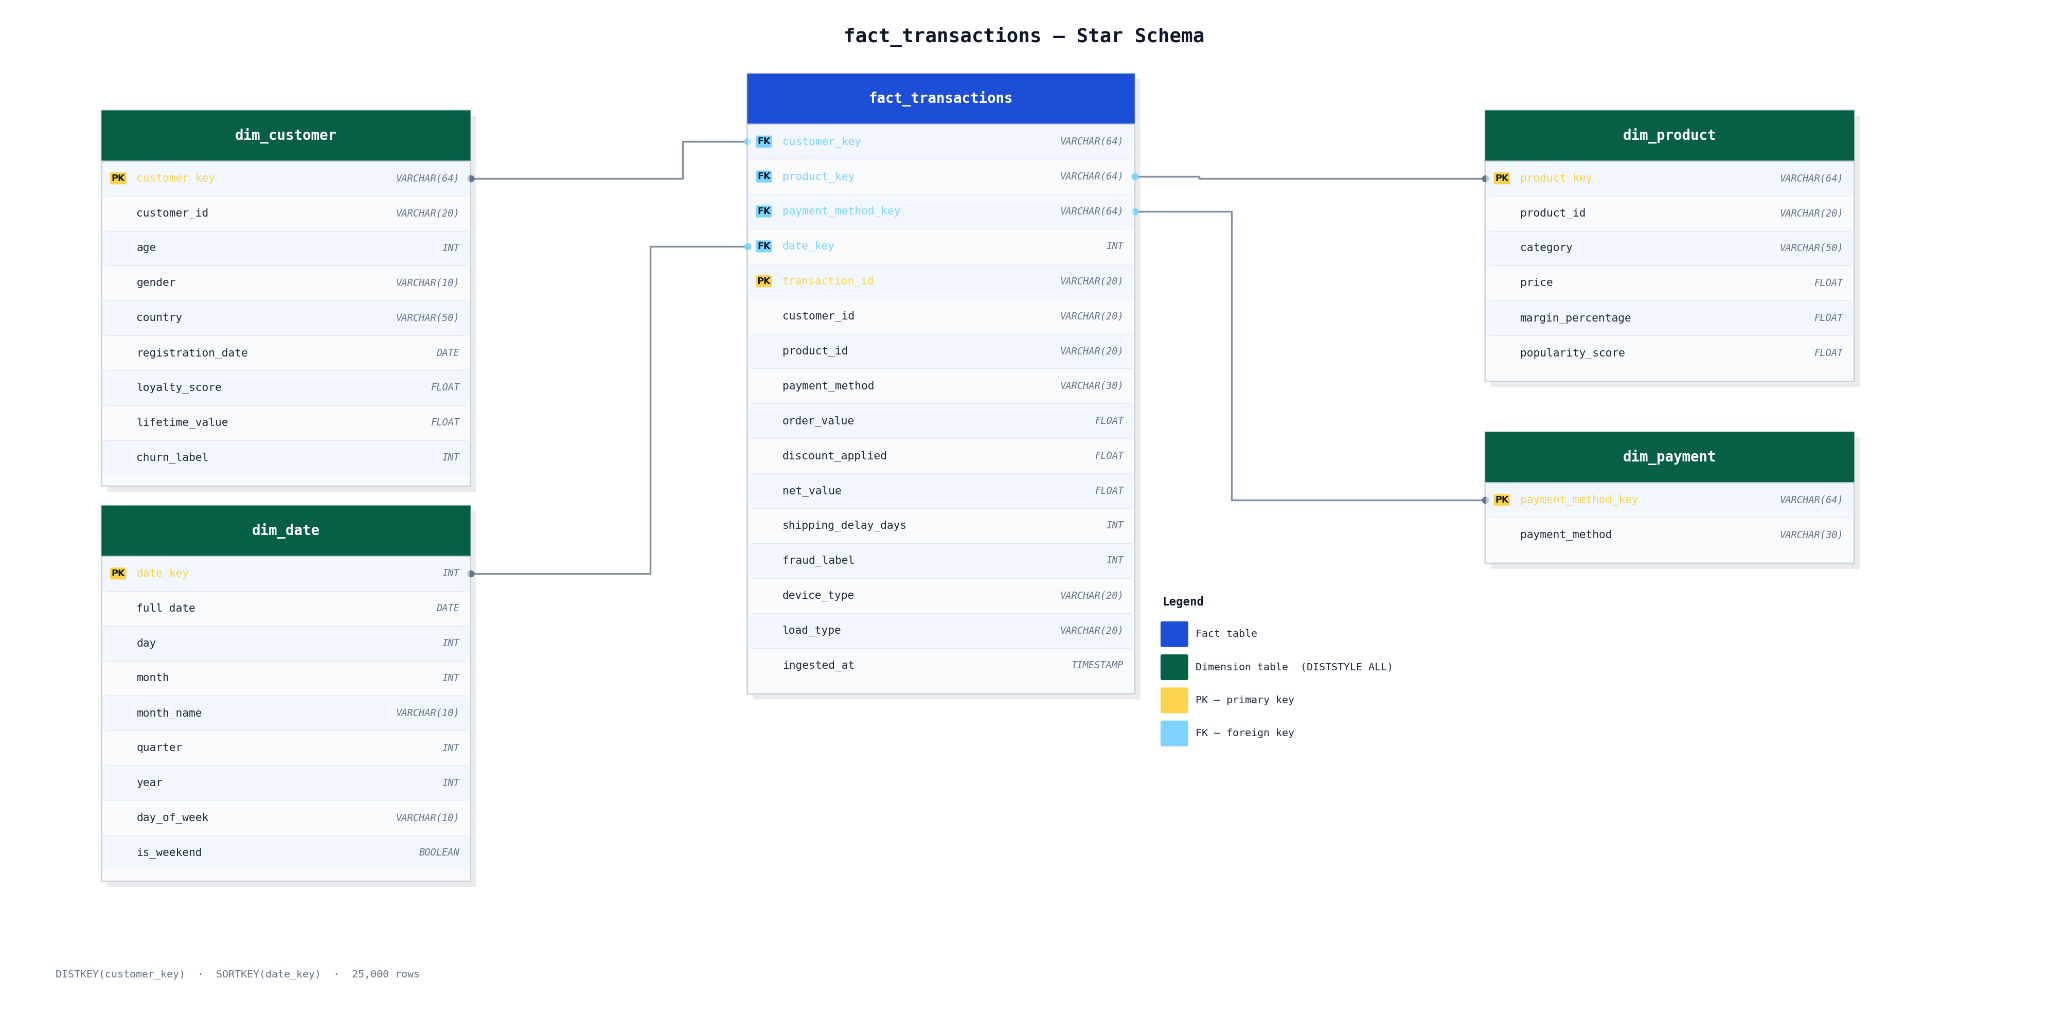 fact_transactions — Star Schema
dim_customer
PK customer_key VARCHAR(64)
customer_id VARCHAR(20)
age INT
gender VARCHAR(10)
country VARCHAR(50)
registration_date DATE
loyalty_score FLOAT
lifetime_value FLOAT
churn_label INT
dim_date
PK date_key INT
full_date DATE
day INT
month INT
month_name VARCHAR(10)
quarter INT
year INT
day_of_week VARCHAR(10)
is_weekend BOOLEAN
fact_transactions
FK customer_key VARCHAR(64)
FK product_key VARCHAR(64)
FK payment_method_key VARCHAR(64)
FK date_key INT
PK transaction_id VARCHAR(20)
customer_id VARCHAR(20)
product_id VARCHAR(20)
payment_method VARCHAR(30)
order_value FLOAT
discount_applied FLOAT
net_value FLOAT
shipping_delay_days INT
fraud_label INT
device_type VARCHAR(20)
load_type VARCHAR(20)
ingested_at TIMESTAMP
dim_product
PK product_key VARCHAR(64)
product_id VARCHAR(20)
category VARCHAR(50)
price FLOAT
margin_percentage FLOAT
popularity_score FLOAT
dim_payment
PK payment_method_key VARCHAR(64)
payment_method VARCHAR(30)
Legend
Fact table
Dimension table (DISTSTYLE ALL)
PK — primary key
FK — foreign key
DISTKEY(customer_key) · SORTKEY(date_key) · 25,000 rows